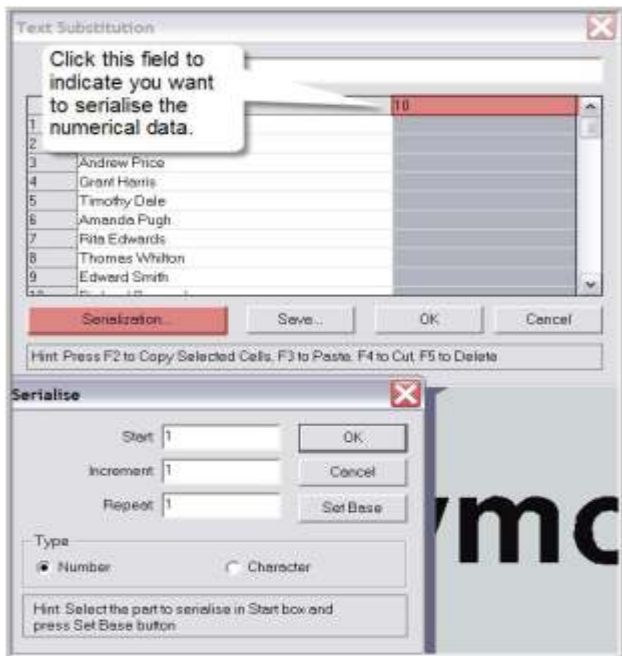 Text Substitution
Click this field to
indicate you want
to serialise the
numerical data.
10
1
2
3 Andrew Price
4 Grant Harris
5 Timothy Dale
6 Amanda Pugh
7 Rita Edwards
8 Thomas Whilton
9 Edward Smith
Serialization... Save... OK Cancel
Hint: Press F2 to Copy Selected Cells, F3 to Paste, F4 to Cut, F5 to Delete
Serialise
Start 1 OK
Increment 1 Cancel
Repeat 1 Set Base
Type
Number Character
Hint: Select the part to serialise in Start box and
press Set Base button
ymc